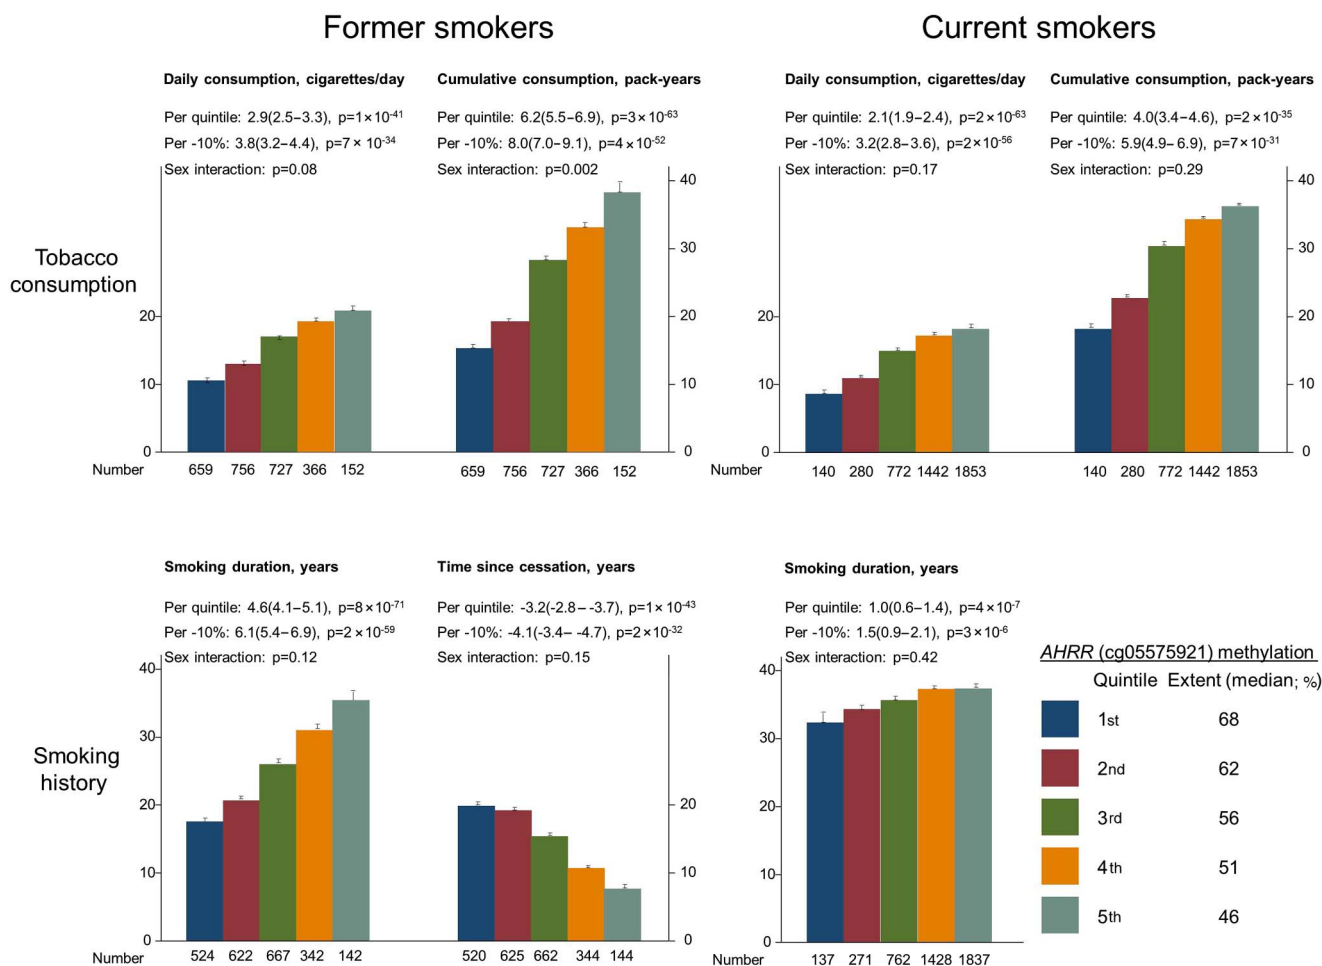 Former smokers
Current smokers
Daily consumption, cigarettes/day
Per quintile: 2.9(2.5–3.3), p=1×10⁻⁴¹
Per -10%: 3.8(3.2–4.4), p=7× 10⁻³⁴
Sex interaction: p=0.08
Cumulative consumption, pack-years
Per quintile: 6.2(5.5–6.9), p=3×10⁻⁶³
Per -10%: 8.0(7.0–9.1), p=4×10⁻⁵²
Sex interaction: p=0.002
Daily consumption, cigarettes/day
Per quintile: 2.1(1.9–2.4), p=2×10⁻⁶³
Per -10%: 3.2(2.8–3.6), p=2×10⁻⁵⁶
Sex interaction: p=0.17
Cumulative consumption, pack-years
Per quintile: 4.0(3.4–4.6), p=2×10⁻³⁵
Per -10%: 5.9(4.9–6.9), p=7×10⁻³¹
Sex interaction: p=0.29
Tobacco
consumption
20
10
0
40
30
20
10
0
Number
659 756 727 366 152
659 756 727 366 152
20
10
0
40
30
20
10
0
Number
140 280 772 1442 1853
140 280 772 1442 1853
Smoking duration, years
Per quintile: 4.6(4.1–5.1), p=8×10⁻⁷¹
Per -10%: 6.1(5.4–6.9), p=2×10⁻⁵⁹
Sex interaction: p=0.12
Time since cessation, years
Per quintile: -3.2(-2.8– -3.7), p=1×10⁻⁴³
Per -10%: -4.1(-3.4– -4.7), p=2×10⁻³²
Sex interaction: p=0.15
Smoking duration, years
Per quintile: 1.0(0.6–1.4), p=4×10⁻⁷
Per -10%: 1.5(0.9–2.1), p=3×10⁻⁶
Sex interaction: p=0.42
Smoking
history
40
30
20
10
0
20
10
0
Number
524 622 667 342 142
520 625 662 344 144
40
30
20
10
0
Number
137 271 762 1428 1837
AHRR (cg05575921) methylation
Quintile Extent (median; %)
1st 68
2nd 62
3rd 56
4th 51
5th 46